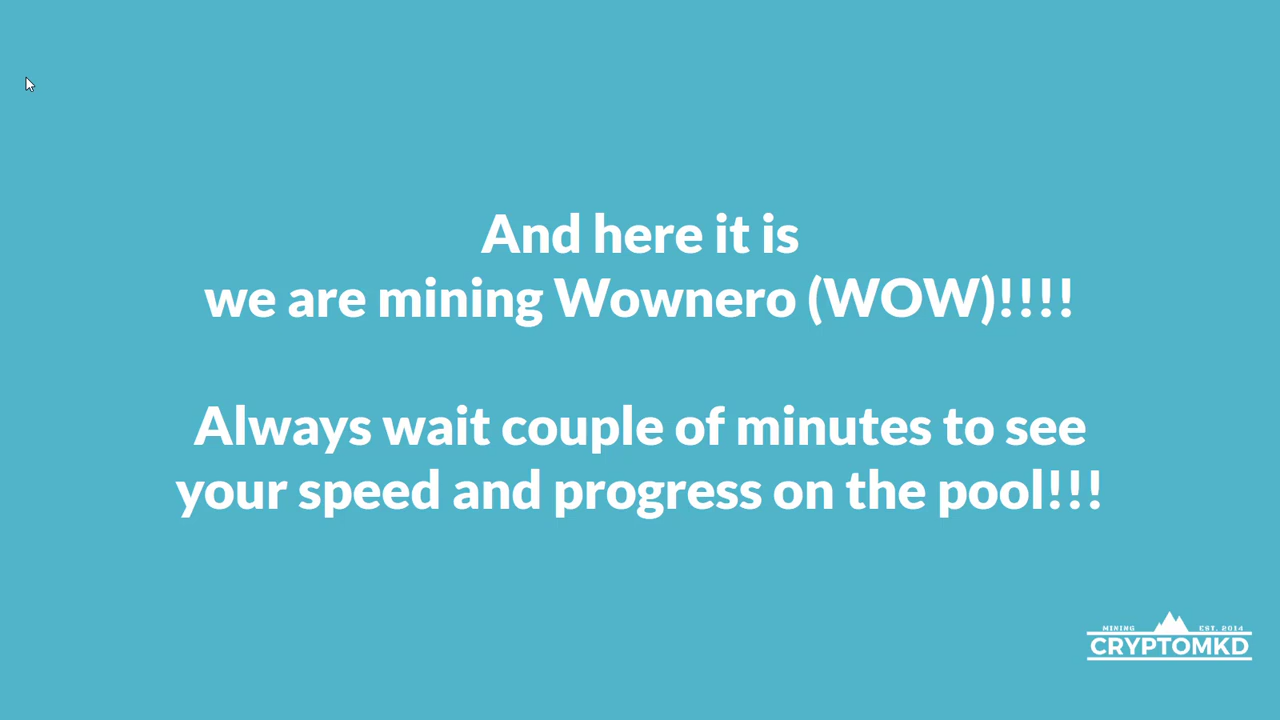 And here it is
we are mining Wownero (WOW)!!!!
Always wait couple of minutes to see
your speed and progress on the pool!!!
MINING EST. 2014
CRYPTOMKD